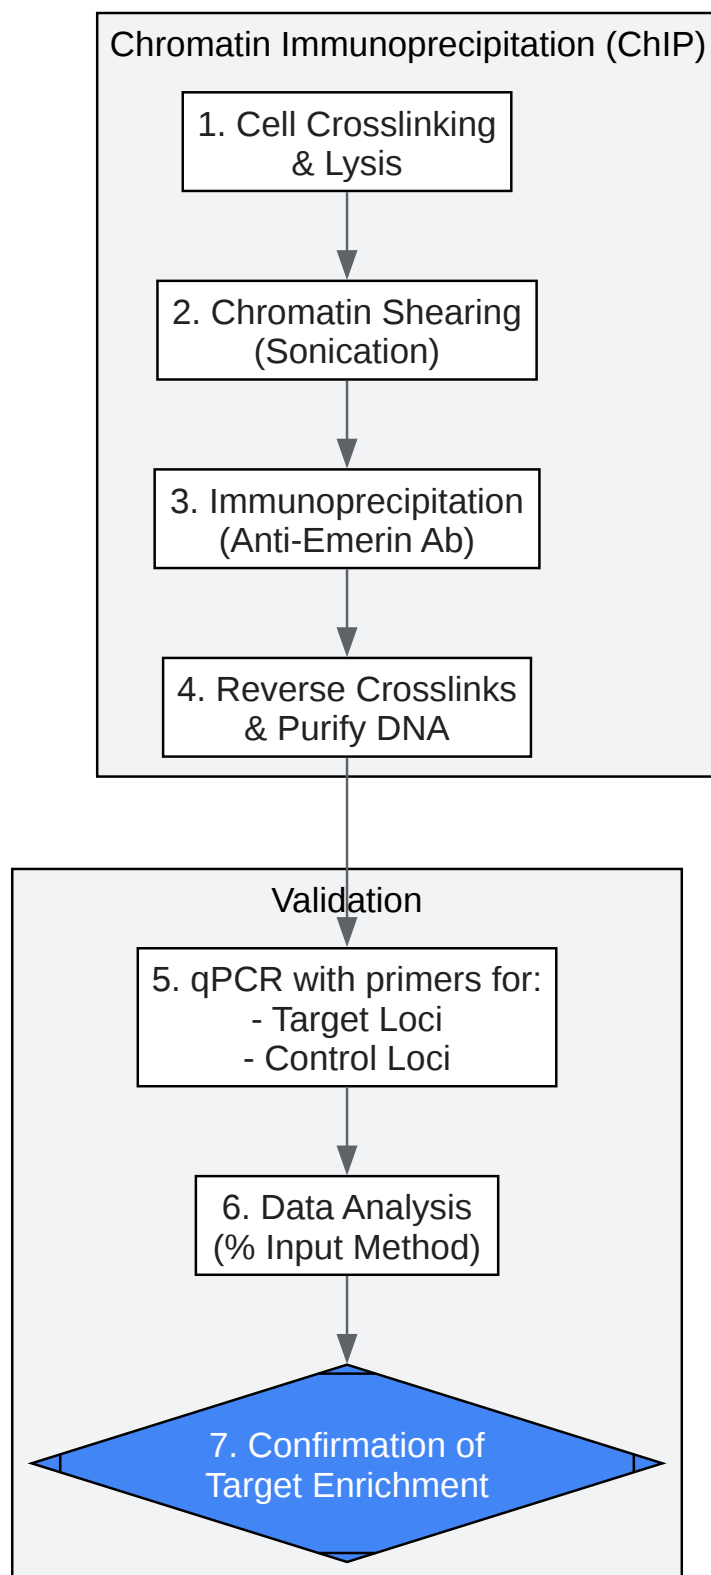 Chromatin Immunoprecipitation (ChIP)
1. Cell Crosslinking
& Lysis
2. Chromatin Shearing
(Sonication)
3. Immunoprecipitation
(Anti-Emerin Ab)
4. Reverse Crosslinks
& Purify DNA
Validation
5. qPCR with primers for:
- Target Loci
- Control Loci
6. Data Analysis
(% Input Method)
7. Confirmation of
Target Enrichment